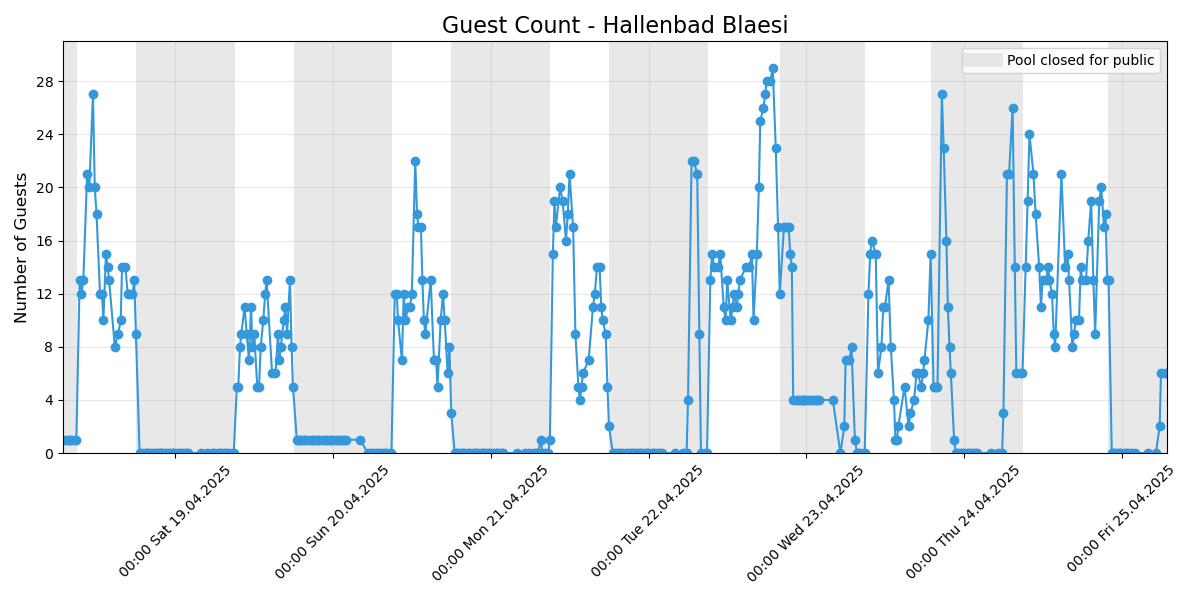 Guest Count - Hallenbad Blaesi
Pool closed for public
Number of Guests
28
24
20
16
12
8
4
0
00:00 Sat 19.04.2025
00:00 Sun 20.04.2025
00:00 Mon 21.04.2025
00:00 Tue 22.04.2025
00:00 Wed 23.04.2025
00:00 Thu 24.04.2025
00:00 Fri 25.04.2025